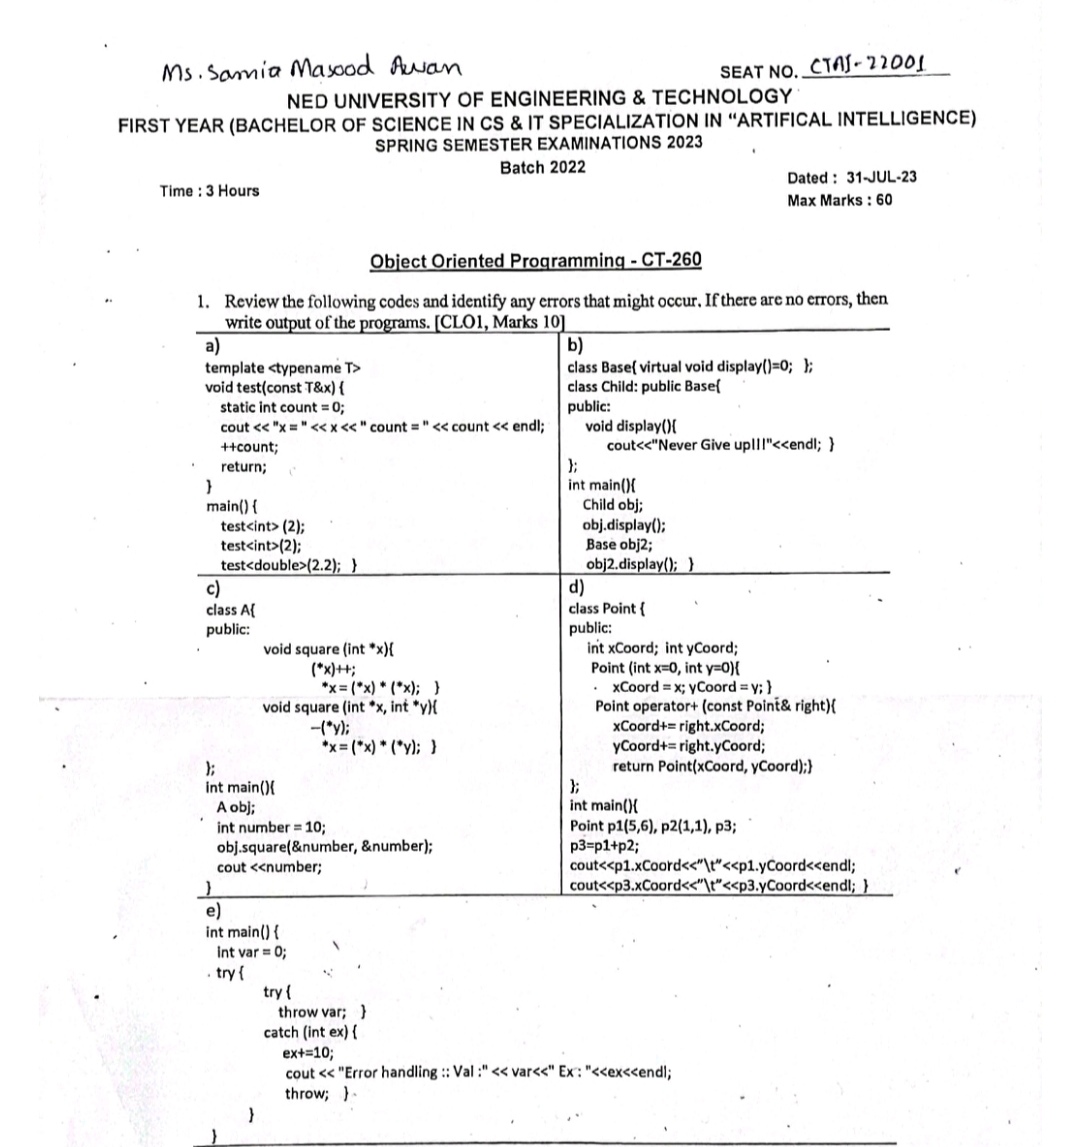 Ms. Samia Masood Awan
SEAT NO. CTAI-22001
NED UNIVERSITY OF ENGINEERING & TECHNOLOGY
FIRST YEAR (BACHELOR OF SCIENCE IN CS & IT SPECIALIZATION IN "ARTIFICAL INTELLIGENCE)
SPRING SEMESTER EXAMINATIONS 2023
Batch 2022
Dated : 31-JUL-23
Time : 3 Hours
Max Marks : 60
Object Oriented Programming - CT-260
1. Review the following codes and identify any errors that might occur. If there are no errors, then
write output of the programs. [CLO1, Marks 10]
a)
template <typename T>
void test(const T&x) {
static int count = 0;
cout << "x = " << x << " count = " << count << endl;
++count;
return;
}
main() {
test<int> (2);
test<int>(2);
test<double>(2.2); }
b)
class Base{ virtual void display()=0; };
class Child: public Base{
public:
void display(){
cout<<"Never Give up!!!"<<endl; }
};
int main(){
Child obj;
obj.display();
Base obj2;
obj2.display(); }
c)
class A{
public:
void square (int *x){
(*x)++;
*x = (*x) * (*x); }
void square (int *x, int *y){
--(*y);
*x = (*x) * (*y); }
};
int main(){
A obj;
int number = 10;
obj.square(&number, &number);
cout <<number;
}
d)
class Point {
public:
int xCoord; int yCoord;
Point (int x=0, int y=0){
xCoord = x; yCoord = y; }
Point operator+ (const Point& right){
xCoord+= right.xCoord;
yCoord+= right.yCoord;
return Point(xCoord, yCoord);}
};
int main(){
Point p1(5,6), p2(1,1), p3;
p3=p1+p2;
cout<<p1.xCoord<<"\t"<<p1.yCoord<<endl;
cout<<p3.xCoord<<"\t"<<p3.yCoord<<endl; }
e)
int main() {
int var = 0;
try {
try {
throw var; }
catch (int ex) {
ex+=10;
cout << "Error handling :: Val :" << var<<" Ex : "<<ex<<endl;
throw; }
}
}